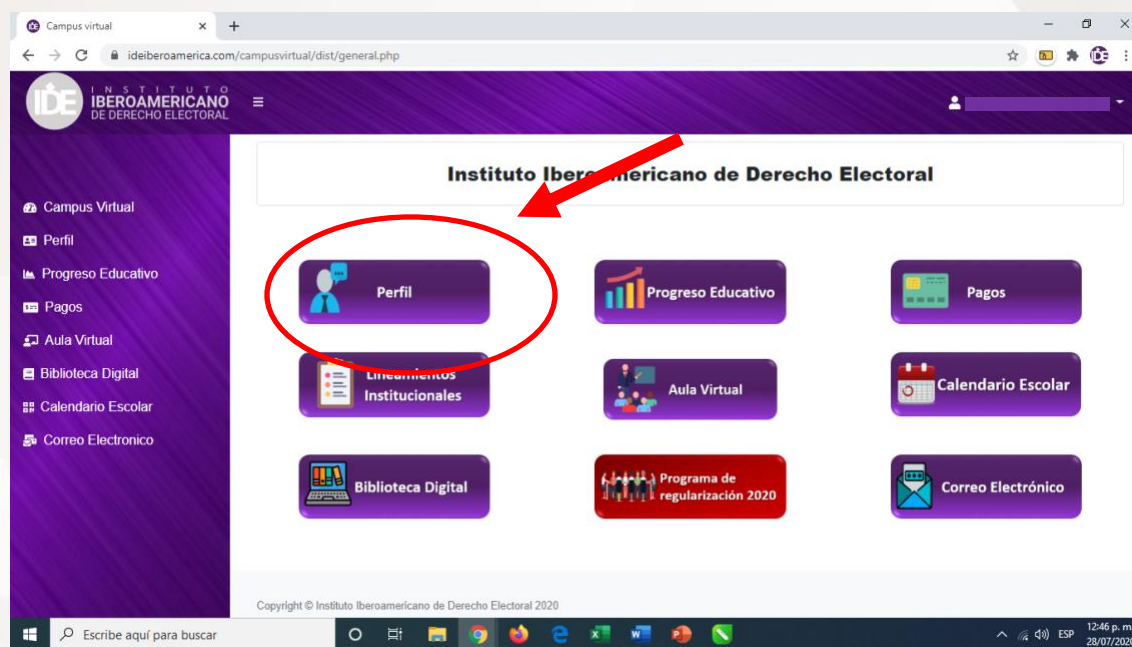 Campus virtual
ideiberoamerica.com/campusvirtual/dist/general.php
IDE
INSTITUTO
IBEROAMERICANO
DE DERECHO ELECTORAL
Instituto Iberoamericano de Derecho Electoral
Campus Virtual
Perfil
Progreso Educativo
Pagos
Aula Virtual
Biblioteca Digital
Calendario Escolar
Correo Electronico
Perfil
Progreso Educativo
Pagos
Lineamientos
Institucionales
Aula Virtual
Calendario Escolar
Biblioteca Digital
Programa de
regularización 2020
Correo Electrónico
Copyright © Instituto Iberoamericano de Derecho Electoral 2020
Escribe aquí para buscar
ESP
12:46 p. m.
28/07/2020